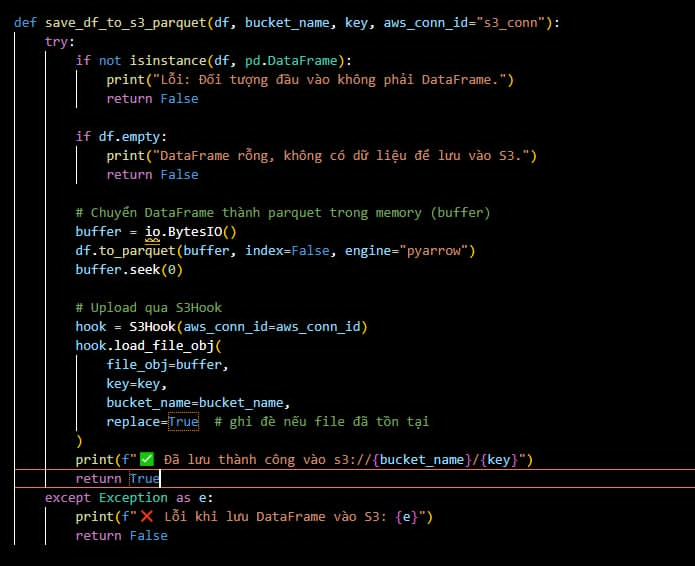 def save_df_to_s3_parquet(df, bucket_name, key, aws_conn_id="s3_conn"):
    try:
        if not isinstance(df, pd.DataFrame):
            print("Lỗi: Đối tượng đầu vào không phải DataFrame.")
            return False

        if df.empty:
            print("DataFrame rỗng, không có dữ liệu để lưu vào S3.")
            return False

        # Chuyển DataFrame thành parquet trong memory (buffer)
        buffer = io.BytesIO()
        df.to_parquet(buffer, index=False, engine="pyarrow")
        buffer.seek(0)

        # Upload qua S3Hook
        hook = S3Hook(aws_conn_id=aws_conn_id)
        hook.load_file_obj(
            file_obj=buffer,
            key=key,
            bucket_name=bucket_name,
            replace=True  # ghi đè nếu file đã tồn tại
        )
        print(f"✅ Đã lưu thành công vào s3://{bucket_name}/{key}")
        return True
    except Exception as e:
        print(f"❌ Lỗi khi lưu DataFrame vào S3: {e}")
        return False